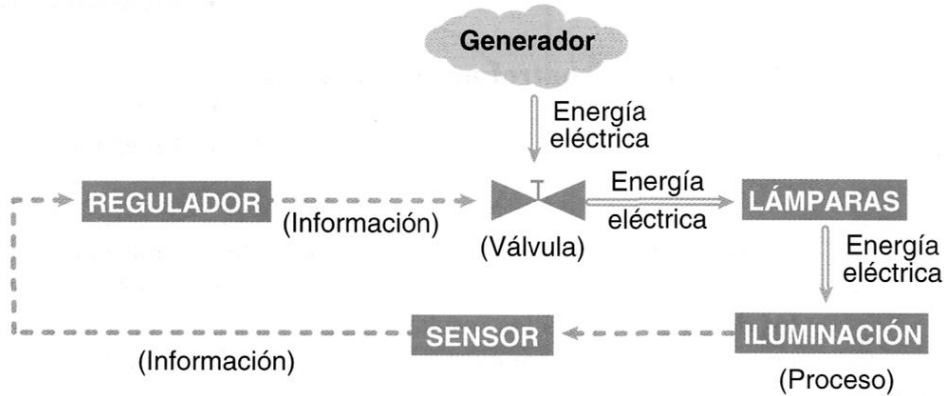 Generador
Energía
eléctrica
REGULADOR
(Información)
(Válvula)
Energía
eléctrica
LÁMPARAS
Energía
eléctrica
SENSOR
(Información)
ILUMINACIÓN
(Proceso)